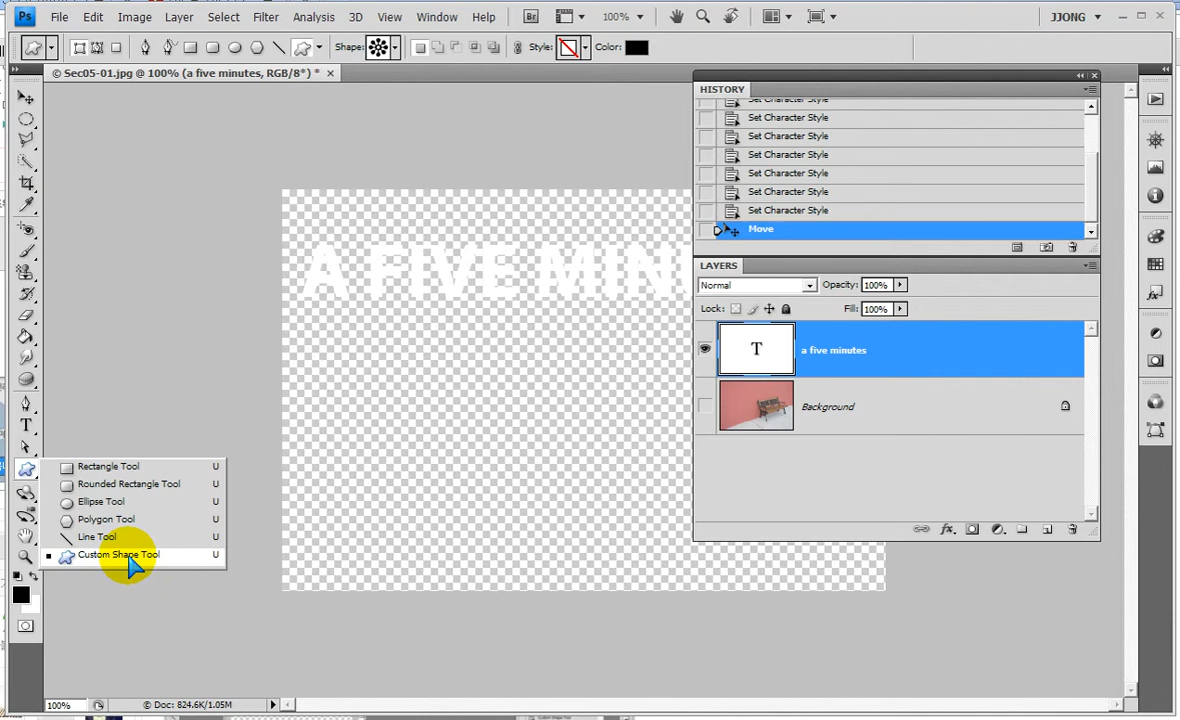 Ps File Edit Image Layer Select Filter Analysis 3D View Window Help Br 100% JJONG
Shape: Style: Color:
© Sec05-01.jpg @ 100% (a five minutes, RGB/8*) *
HISTORY
Set Character Style
Set Character Style
Set Character Style
Set Character Style
Set Character Style
Set Character Style
Set Character Style
Move
LAYERS
Normal Opacity: 100%
Lock: Fill: 100%
T a five minutes
Background
A FIVE MINU
Rectangle Tool U
Rounded Rectangle Tool U
Ellipse Tool U
Polygon Tool U
Line Tool U
Custom Shape Tool U
100% © Doc: 824.6K/1.05M